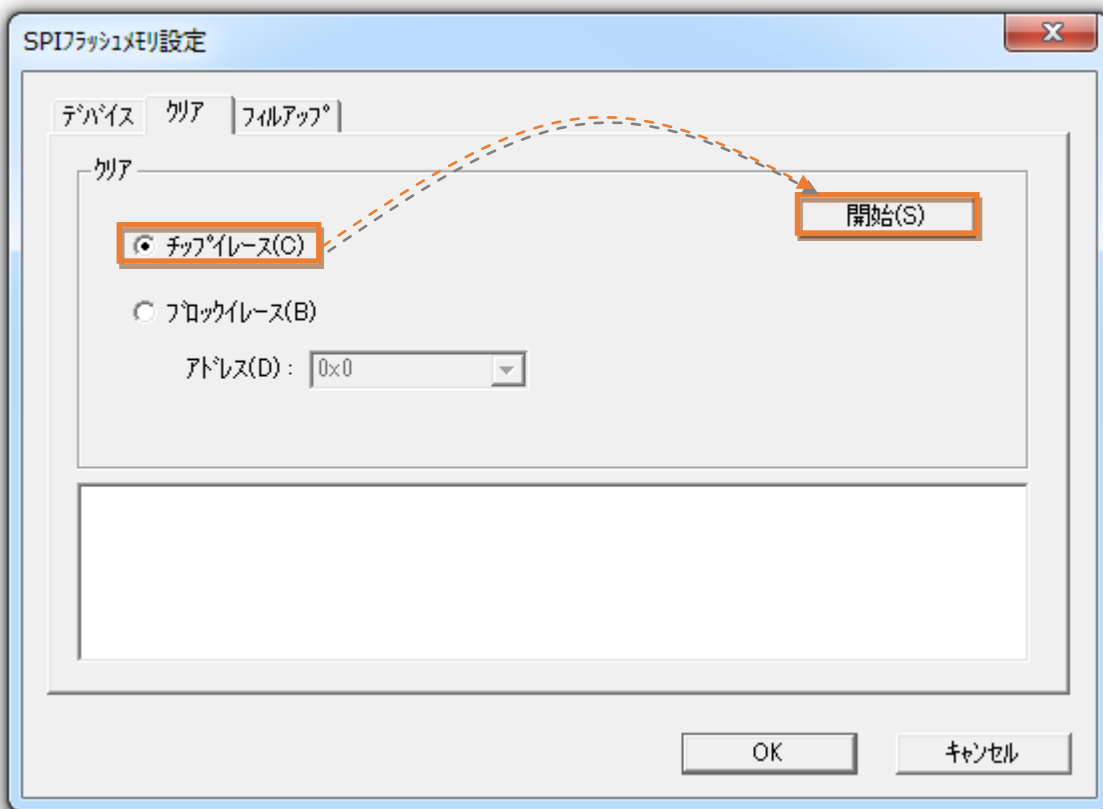 SPIﾌﾗｯｼｭﾒﾓﾘ設定
ﾃﾞﾊﾞｲｽ ｸﾘｱ ﾌｨﾙｱｯﾌﾟ
ｸﾘｱ
開始(S)
ﾁｯﾌﾟｲﾚｰｽ(C)
ﾌﾞﾛｯｸｲﾚｰｽ(B)
ｱﾄﾞﾚｽ(D) : 0x0
OK ｷｬﾝｾﾙ